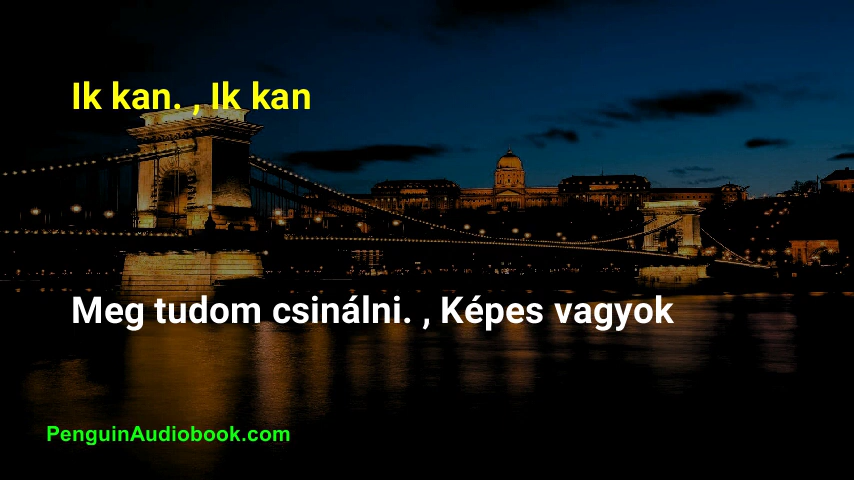 Ik kan. , Ik kan
Meg tudom csinálni. , Képes vagyok
PenguinAudiobook.com